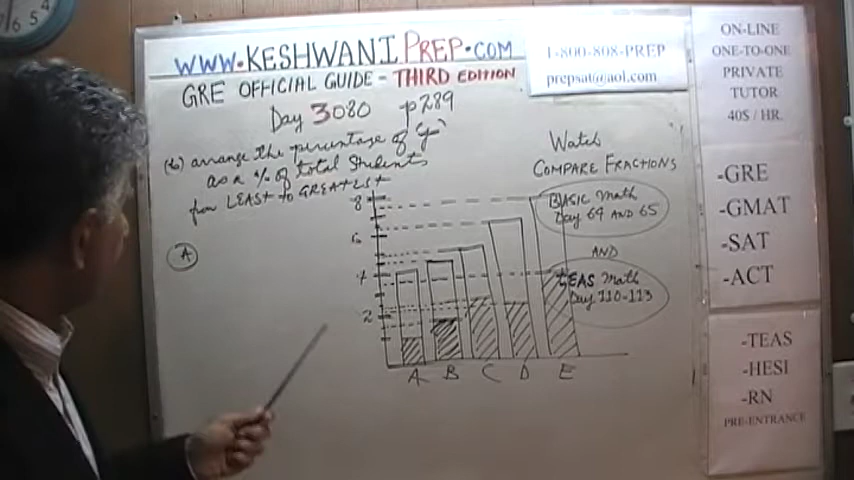 WWW.KESHWANIPREP.COM
GRE OFFICIAL GUIDE - THIRD EDITION
Day 3080 p289
(b) arrange the percentage of "g"
as a % of total students
from LEAST to GREATEST
A
8
6
4
2
A B C D E
Watch
COMPARE FRACTIONS
BASIC Math
Day 64 AND 65
AND
TEAS Math
Day 110-113
1-800-808-PREP
prepsat@aol.com
ON-LINE
ONE-TO-ONE
PRIVATE
TUTOR
40$ / HR.
-GRE
-GMAT
-SAT
-ACT
-TEAS
-HESI
-RN
PRE-ENTRANCE
7 6 5 4